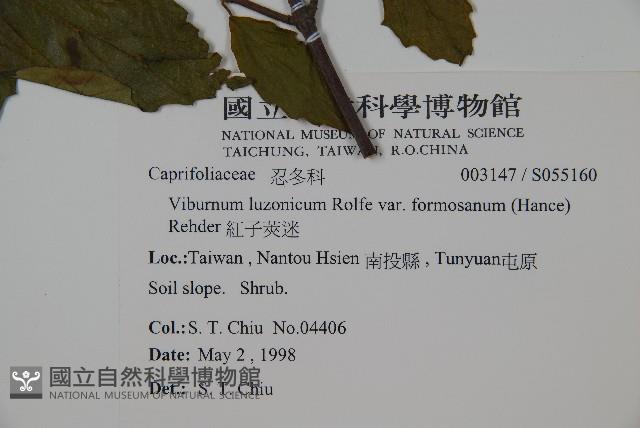 國立 科學博物館
NATIONAL MUSEUM OF NATURAL SCIENCE
TAICHUNG, TAIWAN, R.O.CHINA
Caprifoliaceae 忍冬科 003147 / S055160
Viburnum luzonicum Rolfe var. formosanum (Hance)
Rehder 紅子莢迷
Loc.:Taiwan , Nantou Hsien 南投縣 , Tunyuan屯原
Soil slope. Shrub.
Col.: S. T. Chiu No.04406
Date: May 2 , 1998
Det.: S. T. Chiu
國立自然科學博物館
NATIONAL MUSEUM OF NATURAL SCIENCE